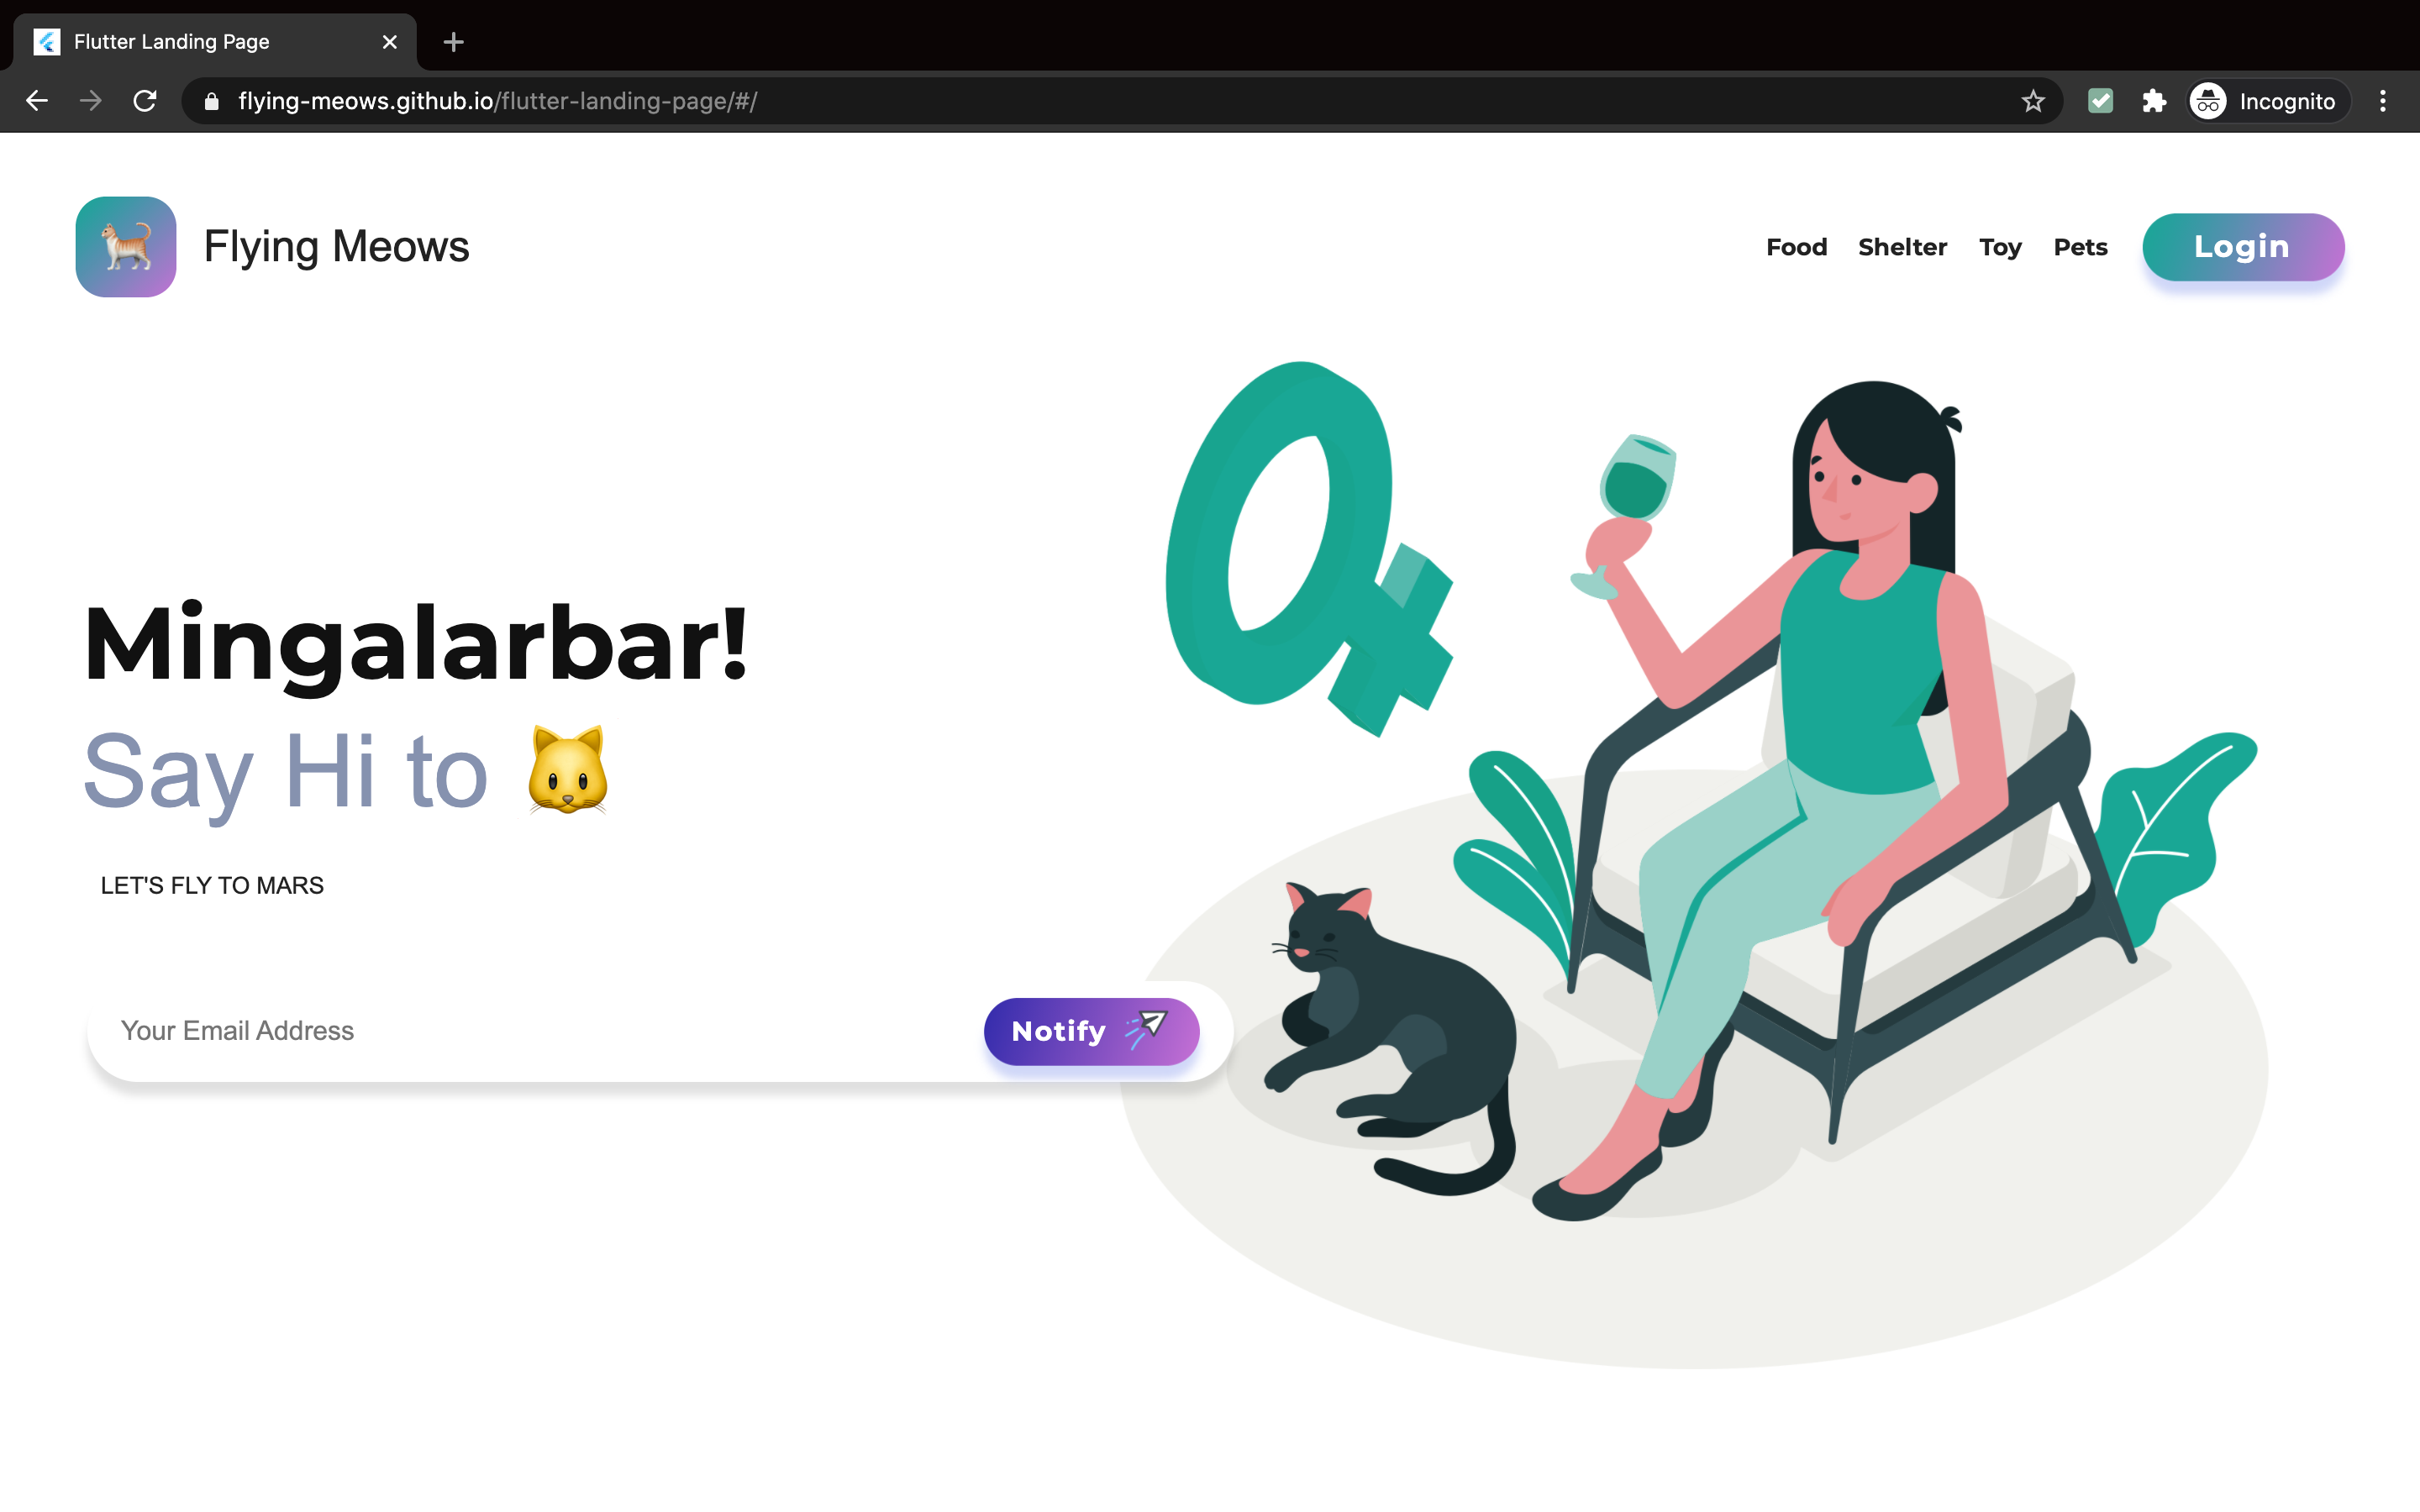 Flutter Landing Page
flying-meows.github.io/flutter-landing-page/#/
Incognito
Flying Meows
Food Shelter Toy Pets Login
Mingalarbar!
Say Hi to 🐱
LET'S FLY TO MARS
Your Email Address
Notify